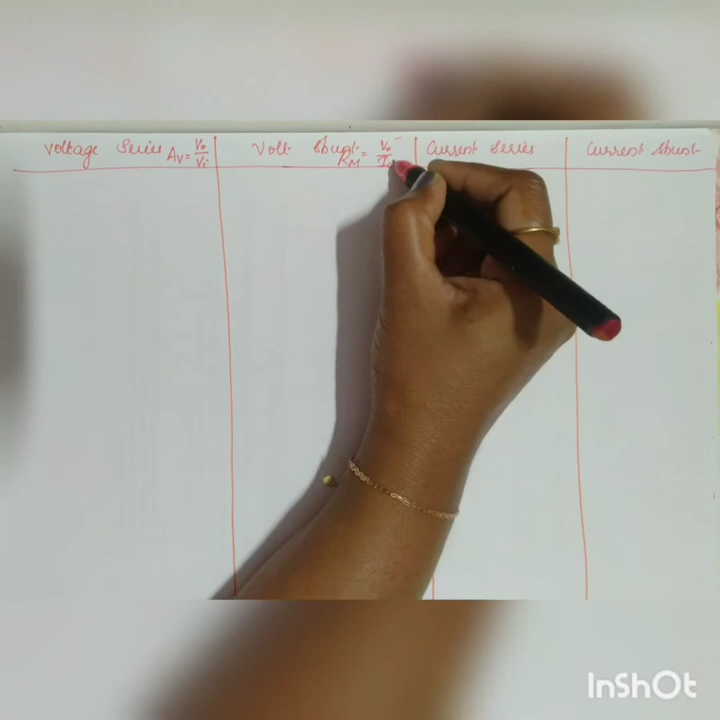 Voltage Series Av = Vo/Vi
Volt Shunt RM = Vo/I
Current Series
Current Shunt
InShOt